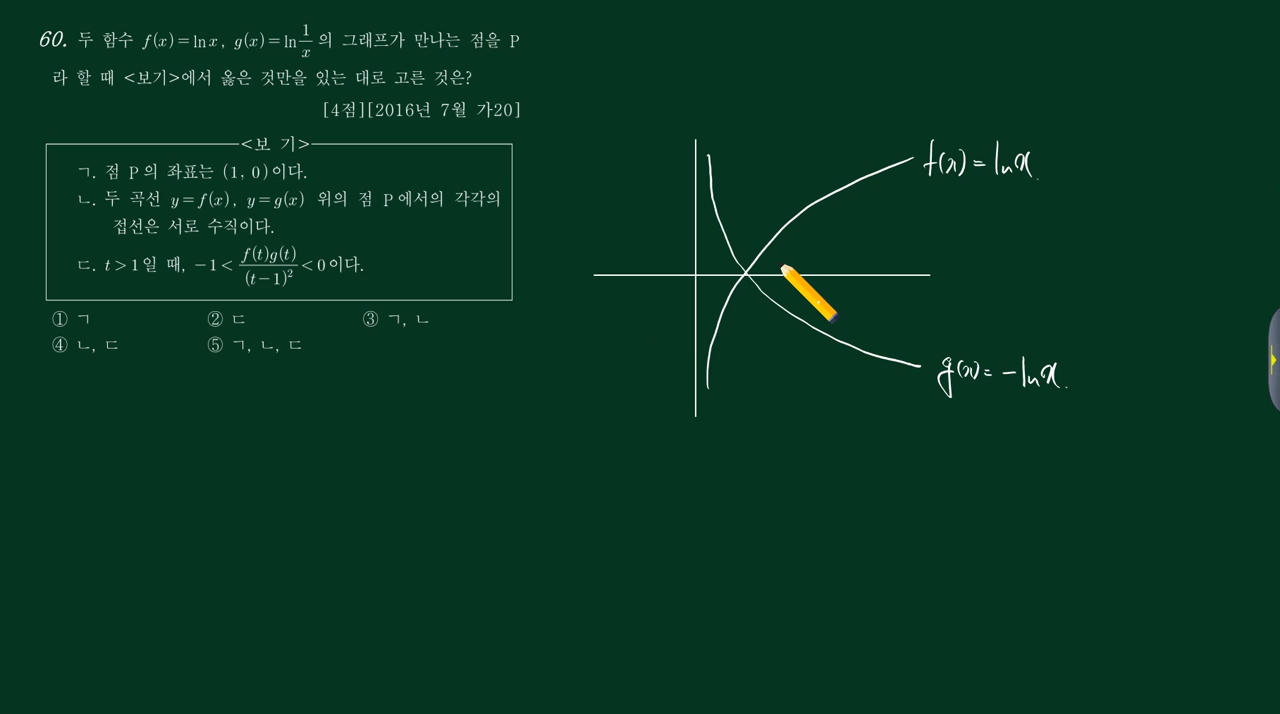 60. 두 함수 f(x)=ln x, g(x)=ln 1/x 의 그래프가 만나는 점을 P
라 할 때 <보기>에서 옳은 것만을 있는 대로 고른 것은?
[4점][2016년 7월 가20]
<보 기>
ㄱ. 점 P의 좌표는 (1, 0)이다.
ㄴ. 두 곡선 y=f(x), y=g(x) 위의 점 P에서의 각각의
접선은 서로 수직이다.
ㄷ. t>1일 때, -1< f(t)g(t)/(t-1)² <0이다.
① ㄱ ② ㄷ ③ ㄱ, ㄴ
④ ㄴ, ㄷ ⑤ ㄱ, ㄴ, ㄷ
f(x)=ln x.
g(x)= -ln x.